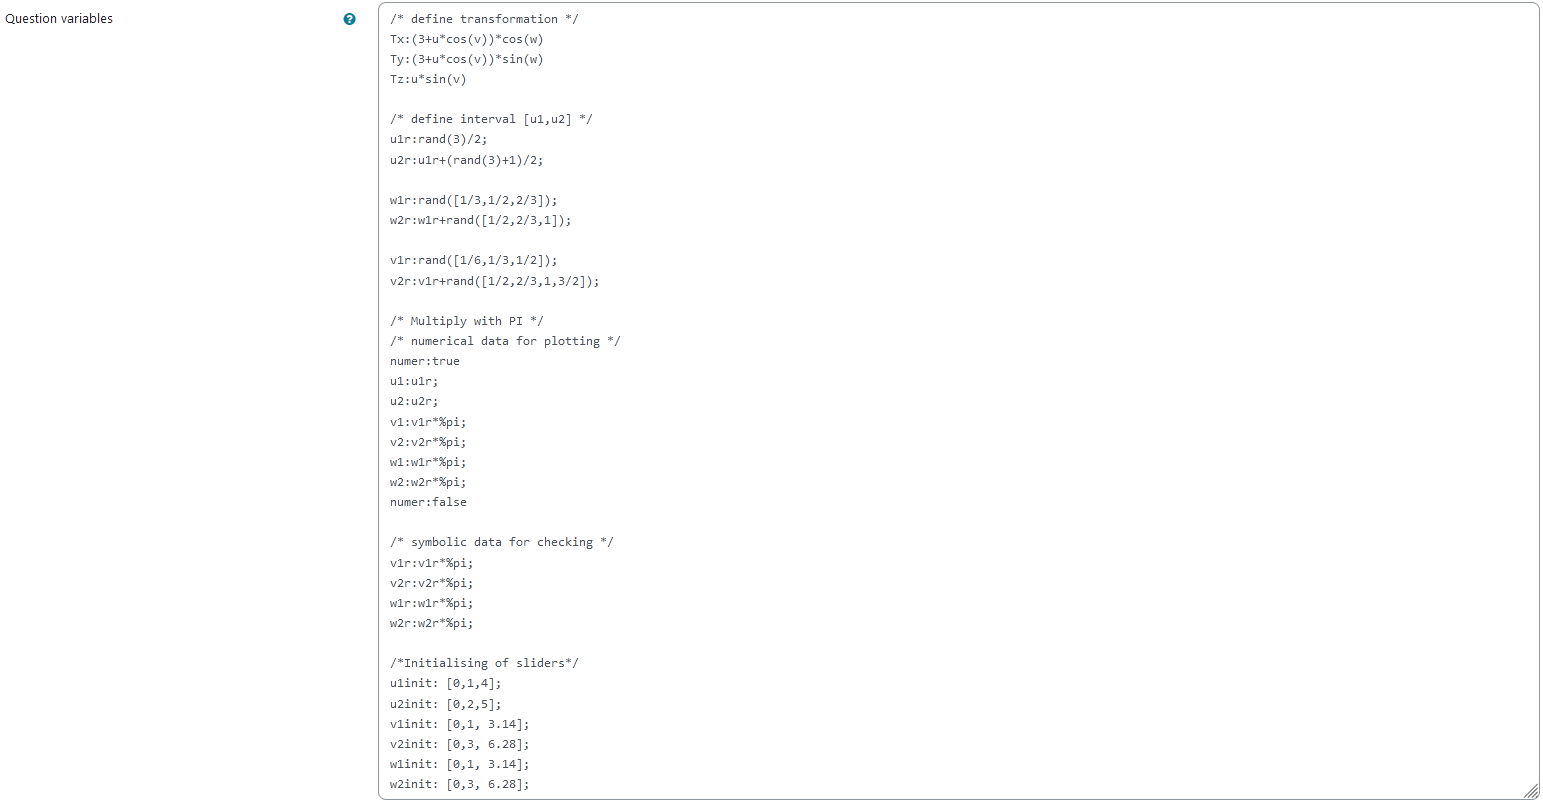 Question variables
/* define transformation */
Tx:(3+u*cos(v))*cos(w)
Ty:(3+u*cos(v))*sin(w)
Tz:u*sin(v)
/* define interval [u1,u2] */
u1r:rand(3)/2;
u2r:u1r+(rand(3)+1)/2;
w1r:rand([1/3,1/2,2/3]);
w2r:w1r+rand([1/2,2/3,1]);
v1r:rand([1/6,1/3,1/2]);
v2r:v1r+rand([1/2,2/3,1,3/2]);
/* Multiply with PI */
/* numerical data for plotting */
numer:true
u1:u1r;
u2:u2r;
v1:v1r*%pi;
v2:v2r*%pi;
w1:w1r*%pi;
w2:w2r*%pi;
numer:false
/* symbolic data for checking */
v1r:v1r*%pi;
v2r:v2r*%pi;
w1r:w1r*%pi;
w2r:w2r*%pi;
/*Initialising of sliders*/
u1init: [0,1,4];
u2init: [0,2,5];
v1init: [0,1, 3.14];
v2init: [0,3, 6.28];
w1init: [0,1, 3.14];
w2init: [0,3, 6.28];